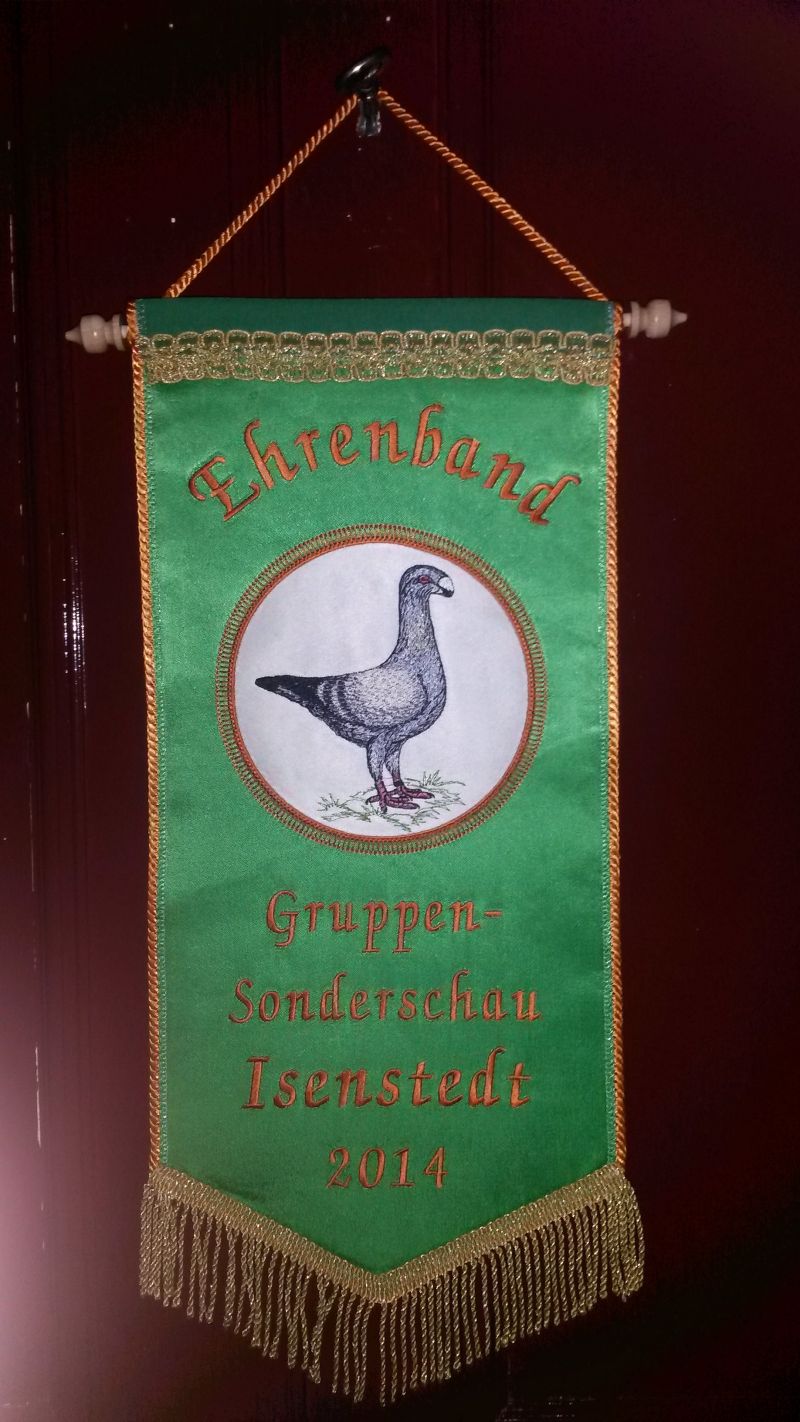 Ehrenband
Gruppen-
Sonderschau
Isenstedt
2014